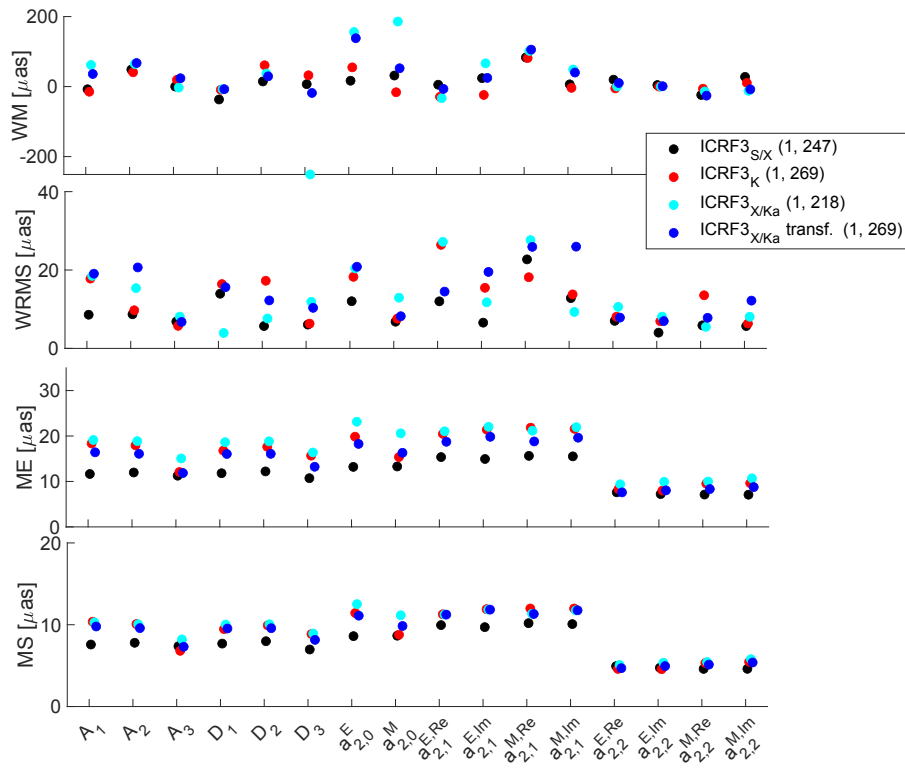 200
0
-200
WM [μas]
ICRF3S/X (1, 247)
ICRF3K (1, 269)
ICRF3X/Ka (1, 218)
ICRF3X/Ka transf. (1, 269)
40
20
0
WRMS [μas]
30
20
10
0
ME [μas]
20
10
0
MS [μas]
A1
A2
A3
D1
D2
D3
aE2,0
aM2,0
aE,Re2,1
aE,Im2,1
aM,Re2,1
aM,Im2,1
aE,Re2,2
aE,Im2,2
aM,Re2,2
aM,Im2,2